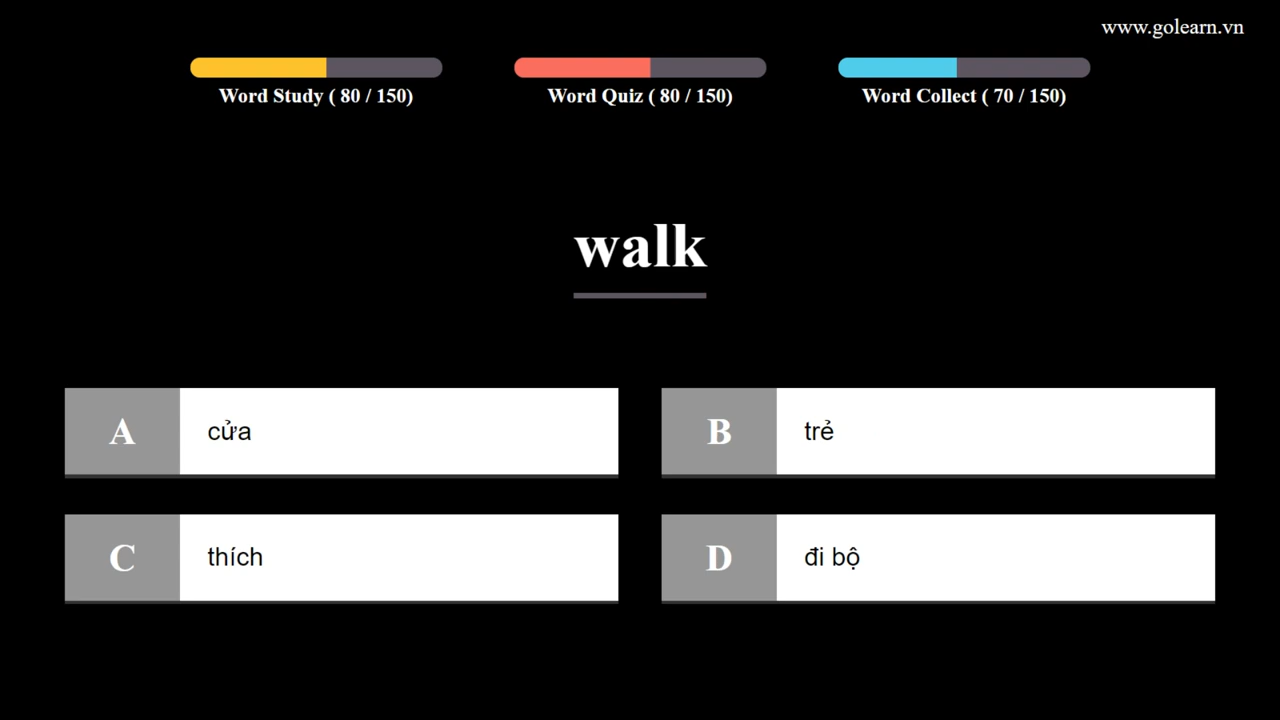 www.golearn.vn
Word Study ( 80 / 150)
Word Quiz ( 80 / 150)
Word Collect ( 70 / 150)
walk
A
cửa
B
trẻ
C
thích
D
đi bộ